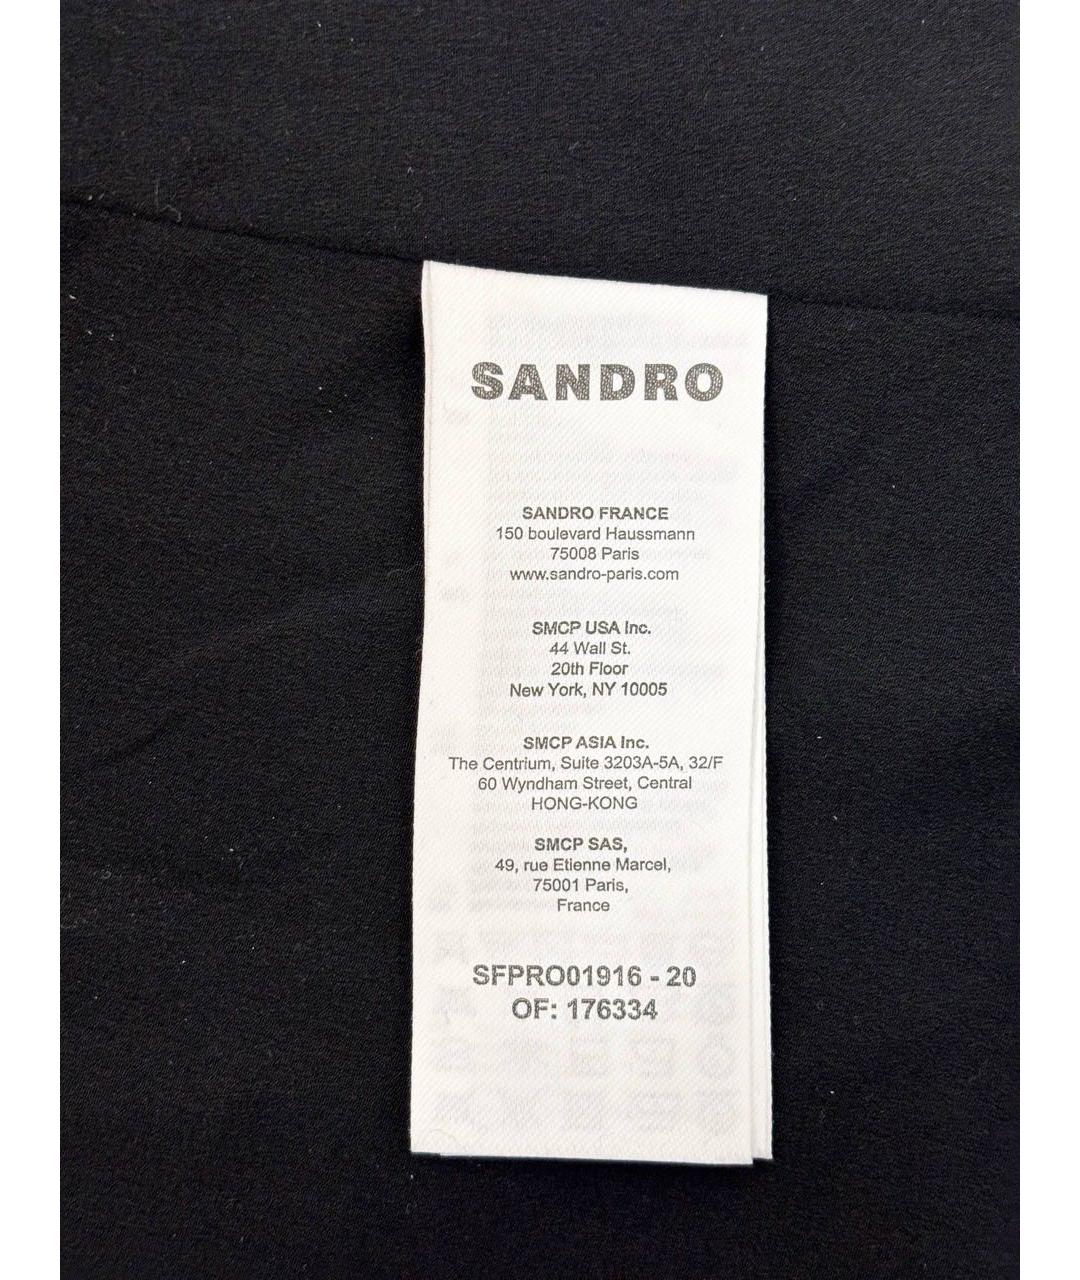 SANDRO
SANDRO FRANCE
150 boulevard Haussmann
75008 Paris
www.sandro-paris.com
SMCP USA Inc.
44 Wall St.
20th Floor
New York, NY 10005
SMCP ASIA Inc.
The Centrium, Suite 3203A-5A, 32/F
60 Wyndham Street, Central
HONG-KONG
SMCP SAS,
49, rue Etienne Marcel,
75001 Paris,
France
SFPRO01916 - 20
OF: 176334